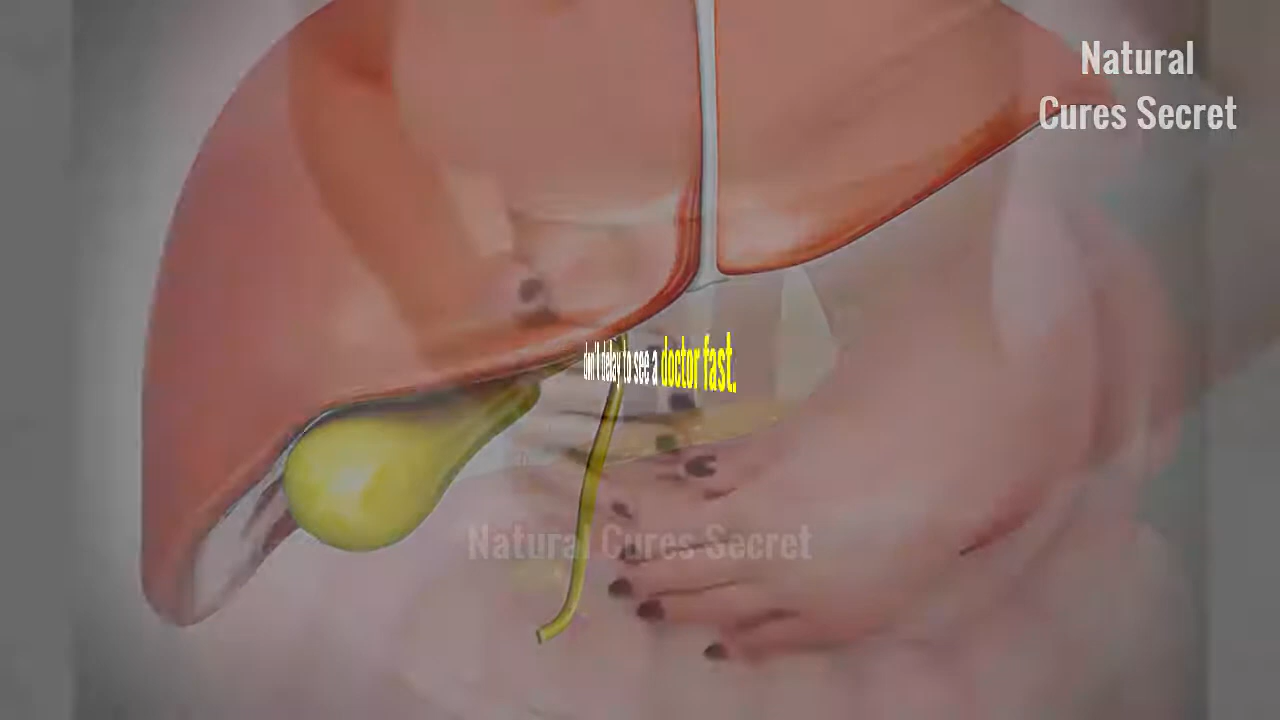 Natural
Cures Secret
don't delay to see a doctor fast.
Natural Cures Secret